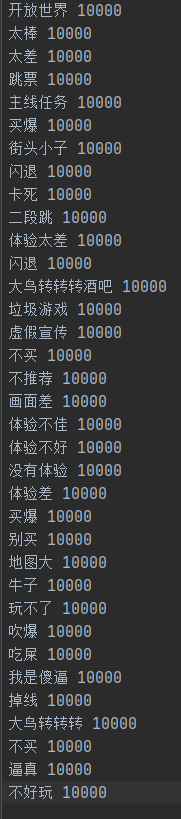 开放世界 10000
太棒 10000
太差 10000
跳票 10000
主线任务 10000
买爆 10000
街头小子 10000
闪退 10000
卡死 10000
二段跳 10000
体验太差 10000
闪退 10000
大鸟转转转酒吧 10000
垃圾游戏 10000
虚假宣传 10000
不买 10000
不推荐 10000
画面差 10000
体验不佳 10000
体验不好 10000
没有体验 10000
体验差 10000
买爆 10000
别买 10000
地图大 10000
牛子 10000
玩不了 10000
吹爆 10000
吃屎 10000
我是傻逼 10000
掉线 10000
大鸟转转转 10000
不买 10000
逼真 10000
不好玩 10000